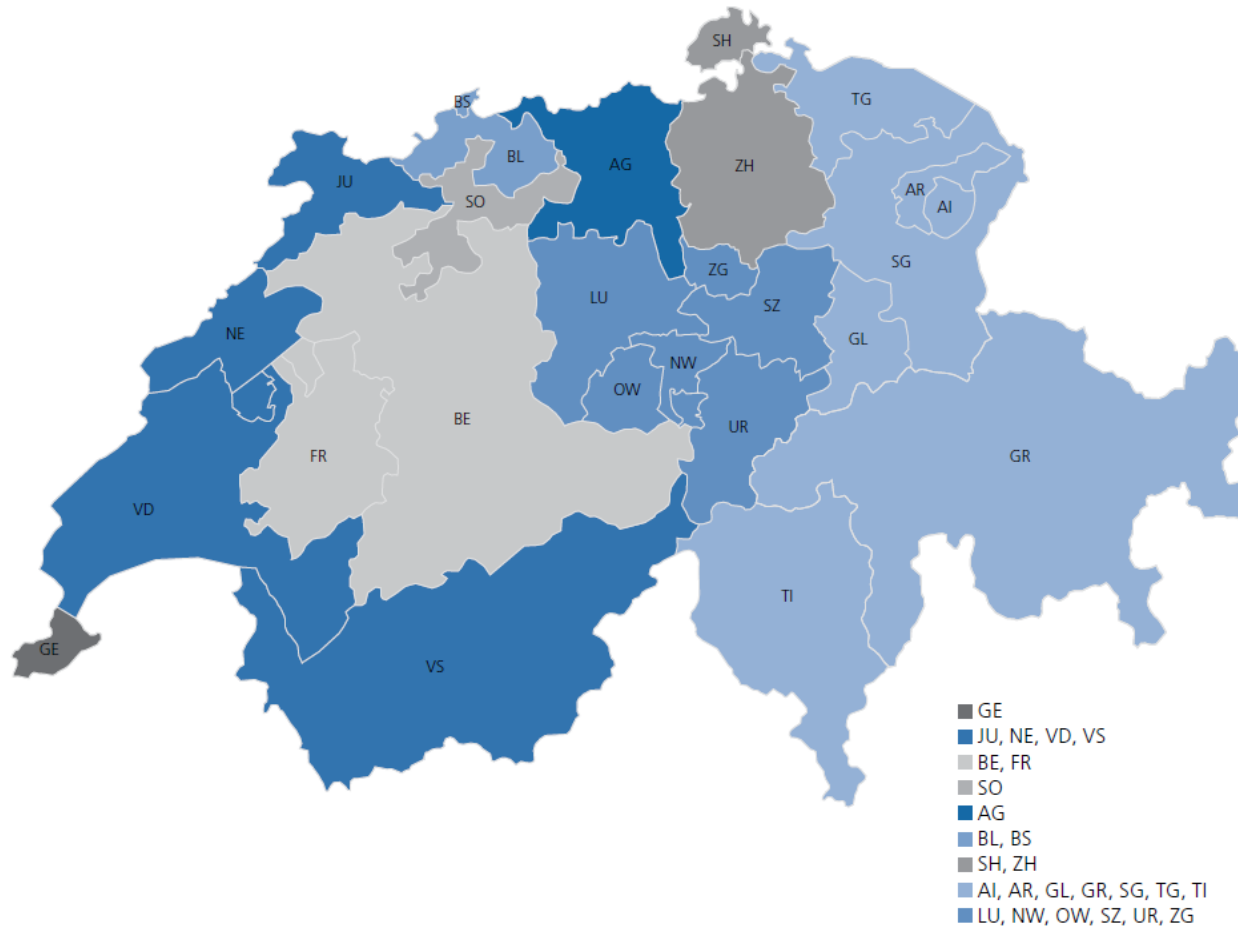 SH
TG
BS
BL
AG
ZH
JU
AR
AI
SO
SG
ZG
LU
SZ
NE
GL
NW
OW
BE
UR
FR
GR
VD
TI
GE
VS
GE
JU, NE, VD, VS
BE, FR
SO
AG
BL, BS
SH, ZH
AI, AR, GL, GR, SG, TG, TI
LU, NW, OW, SZ, UR, ZG